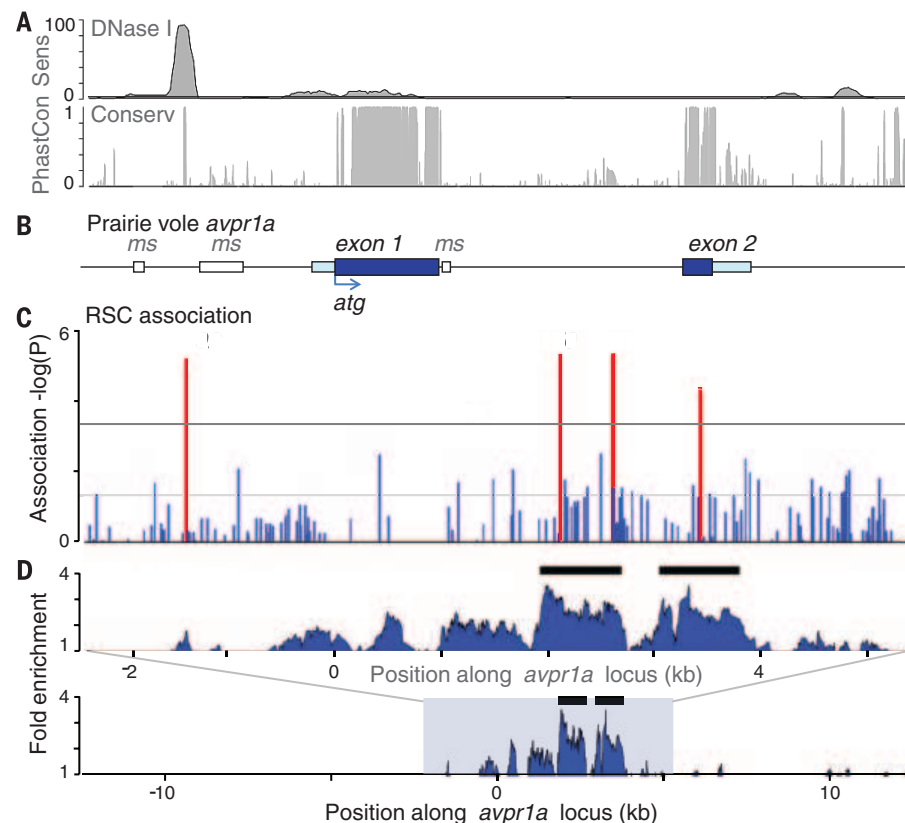 A
DNase I
100
0
Sens
Conserv
1
0
PhastCon
B
Prairie vole avpr1a
ms ms exon 1 ms exon 2
atg
C
RSC association
6
0
Association -log(P)
D
4
1
2 0 4
Position along avpr1a locus (kb)
Fold enrichment
4
1
-10 0 10
Position along avpr1a locus (kb)